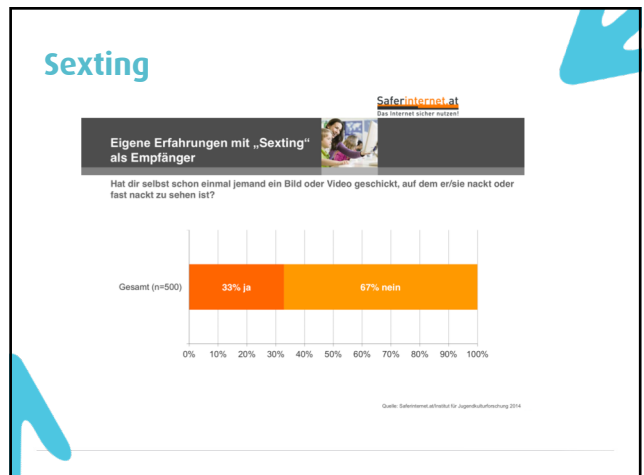 Sexting
Saferinternet.at
Das Internet sicher nutzen!
Eigene Erfahrungen mit „Sexting“
als Empfänger
Hat dir selbst schon einmal jemand ein Bild oder Video geschickt, auf dem er/sie nackt oder
fast nackt zu sehen ist?
Gesamt (n=500)
33% ja
67% nein
0% 10% 20% 30% 40% 50% 60% 70% 80% 90% 100%
Quelle: Saferinternet.at/Institut für Jugendkulturforschung 2014